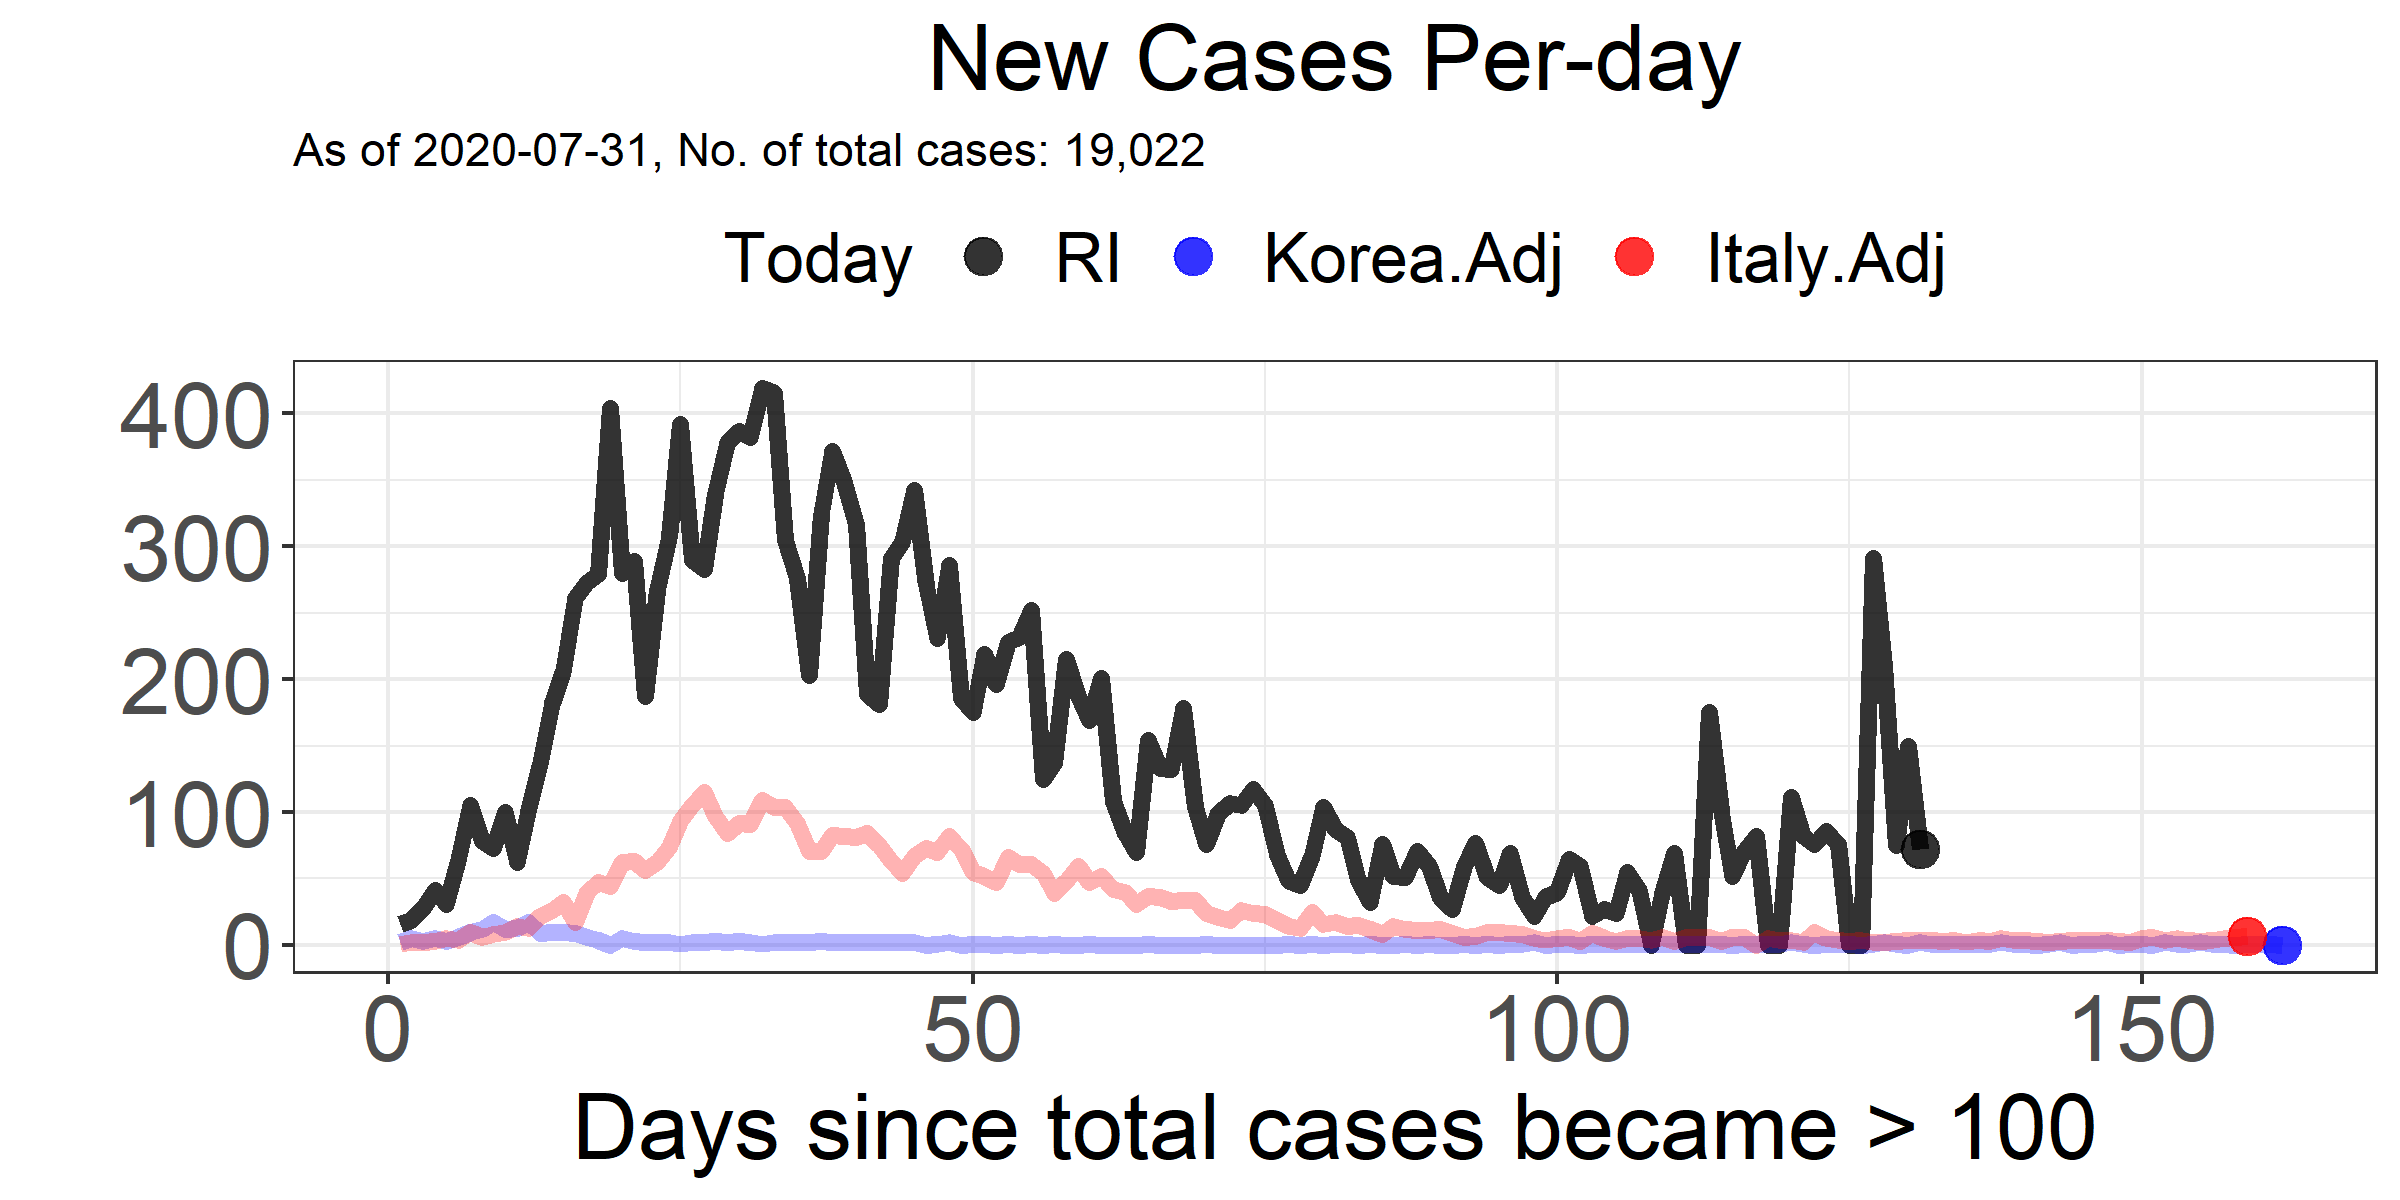 New Cases Per-day
As of 2020-07-31, No. of total cases: 19,022
Today RI Korea.Adj Italy.Adj
400
300
200
100
0
0 50 100 150
Days since total cases became > 100